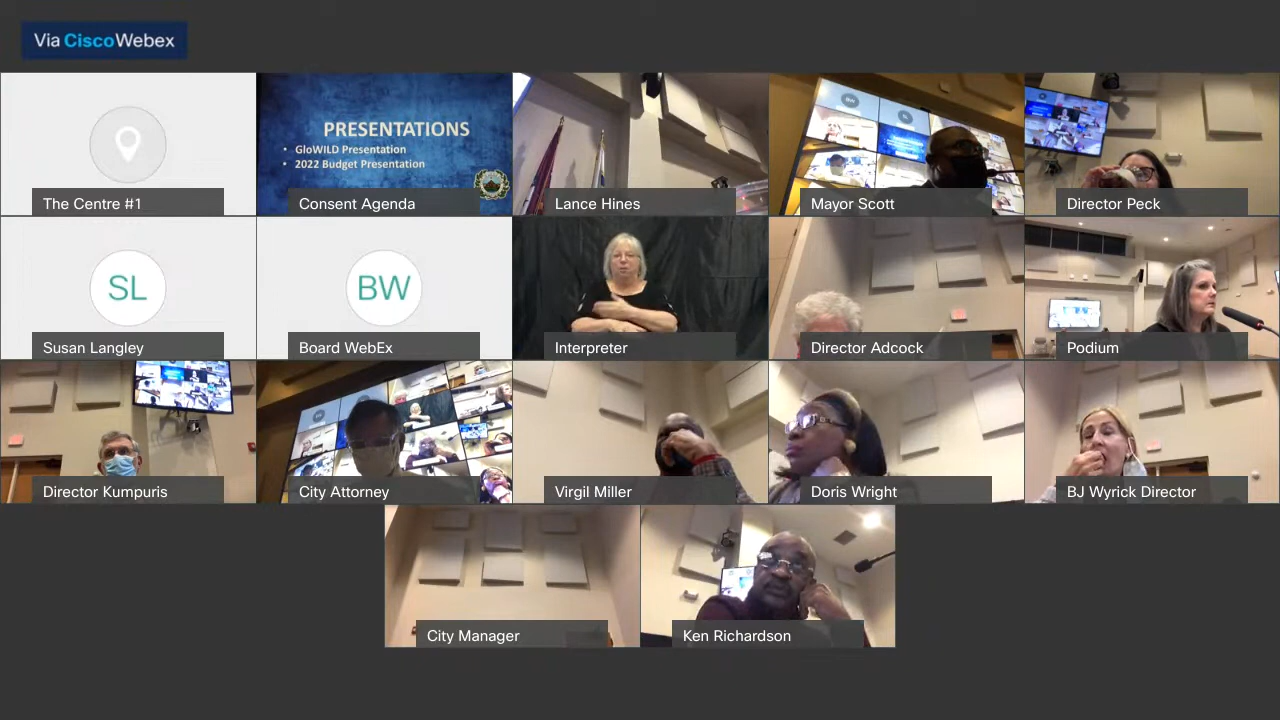 Via CiscoWebex
The Centre #1
PRESENTATIONS
• GloWILD Presentation
• 2022 Budget Presentation
Consent Agenda
Lance Hines
BW
Mayor Scott
Director Peck
SL
Susan Langley
BW
Board WebEx
Interpreter
Director Adcock
Podium
Director Kumpuris
City Attorney
Virgil Miller
Doris Wright
BJ Wyrick Director
City Manager
Ken Richardson